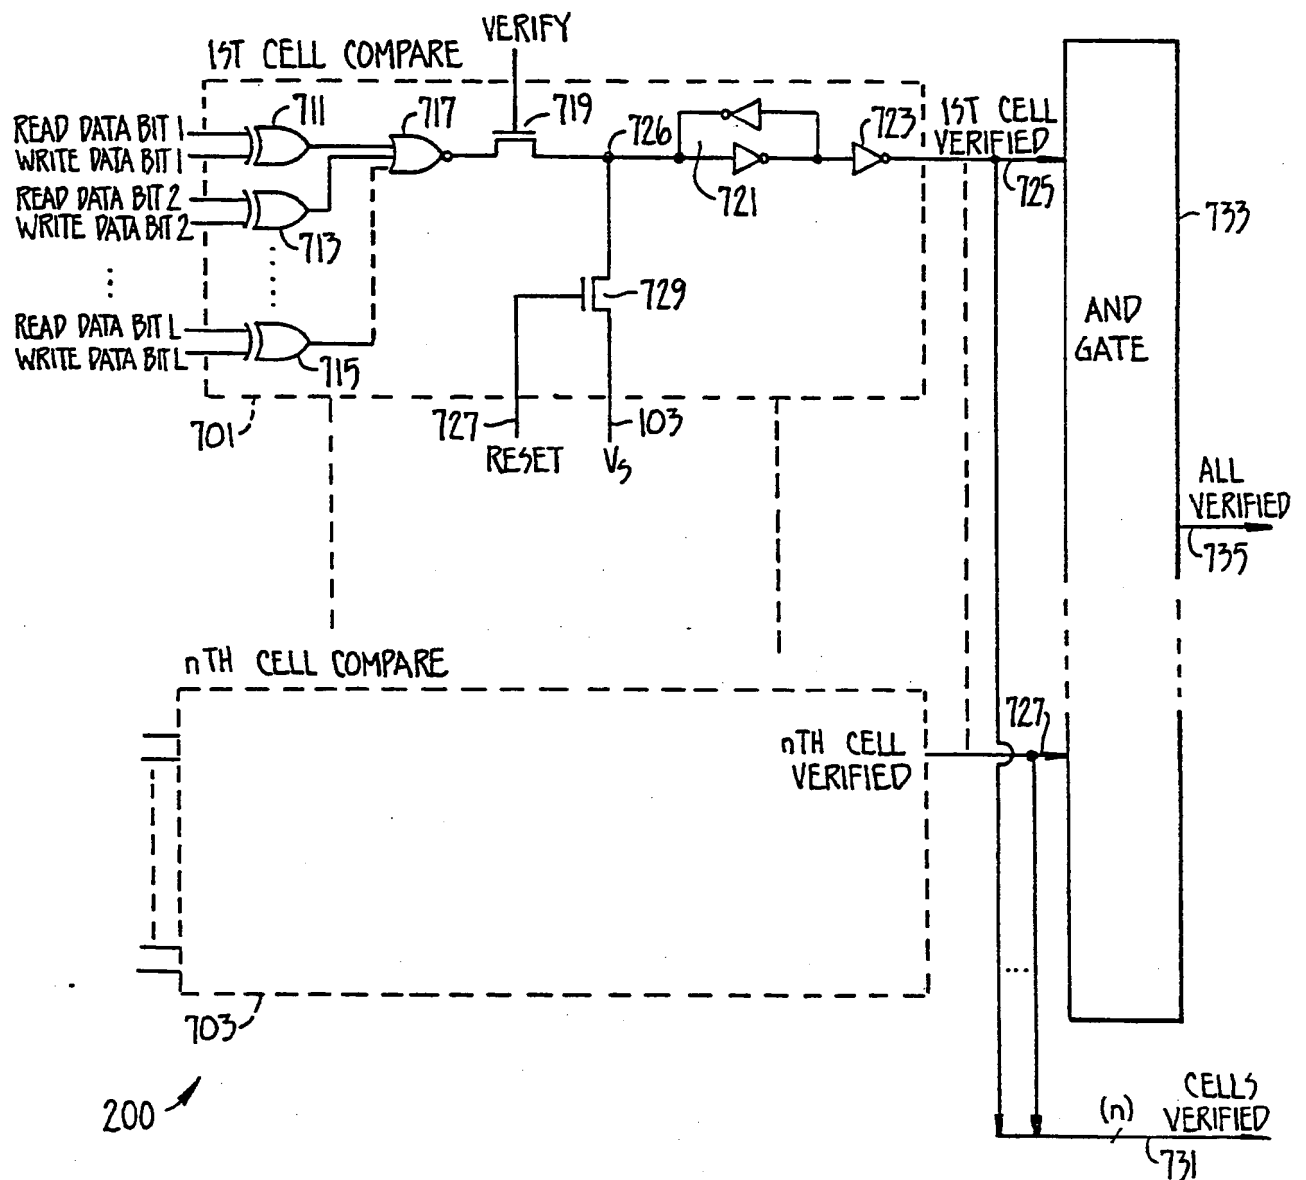 VERIFY
1ST CELL COMPARE
711
717
719
726
723
1ST CELL
VERIFIED
725
READ DATA BIT 1
WRITE DATA BIT 1
READ DATA BIT 2
WRITE DATA BIT 2
713
721
733
729
READ DATA BIT L
WRITE DATA BIT L
715
AND
GATE
701
727
103
RESET
Vs
ALL
VERIFIED
735
nTH CELL COMPARE
727
nTH CELL
VERIFIED
703
200
(n)
CELLS
VERIFIED
731